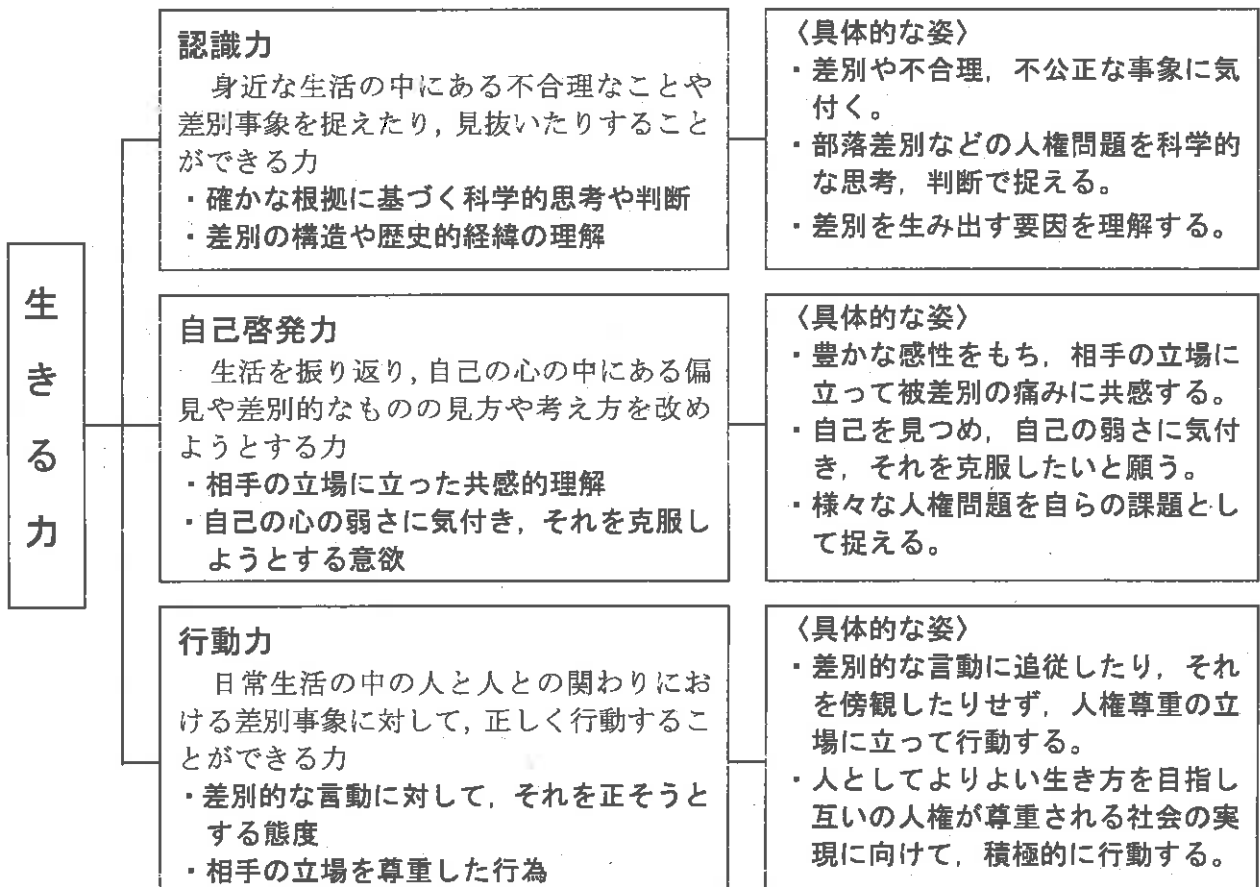 生きる力
認識力
身近な生活の中にある不合理なことや
差別事象を捉えたり，見抜いたりすること
ができる力
・確かな根拠に基づく科学的思考や判断
・差別の構造や歴史的経緯の理解
〈具体的な姿〉
・差別や不合理，不公正な事象に気
付く。
・部落差別などの人権問題を科学的
な思考，判断で捉える。
・差別を生み出す要因を理解する。
自己啓発力
生活を振り返り，自己の心の中にある偏
見や差別的なものの見方や考え方を改め
ようとする力
・相手の立場に立った共感的理解
・自己の心の弱さに気付き，それを克服し
ようとする意欲
〈具体的な姿〉
・豊かな感性をもち，相手の立場に
立って被差別の痛みに共感する。
・自己を見つめ，自己の弱さに気付
き，それを克服したいと願う。
・様々な人権問題を自らの課題とし
て捉える。
行動力
日常生活の中の人と人との関わりにお
ける差別事象に対して，正しく行動するこ
とができる力
・差別的な言動に対して，それを正そうと
する態度
・相手の立場を尊重した行為
〈具体的な姿〉
・差別的な言動に追従したり，それ
を傍観したりせず，人権尊重の立
場に立って行動する。
・人としてよりよい生き方を目指し
互いの人権が尊重される社会の実
現に向けて，積極的に行動する。